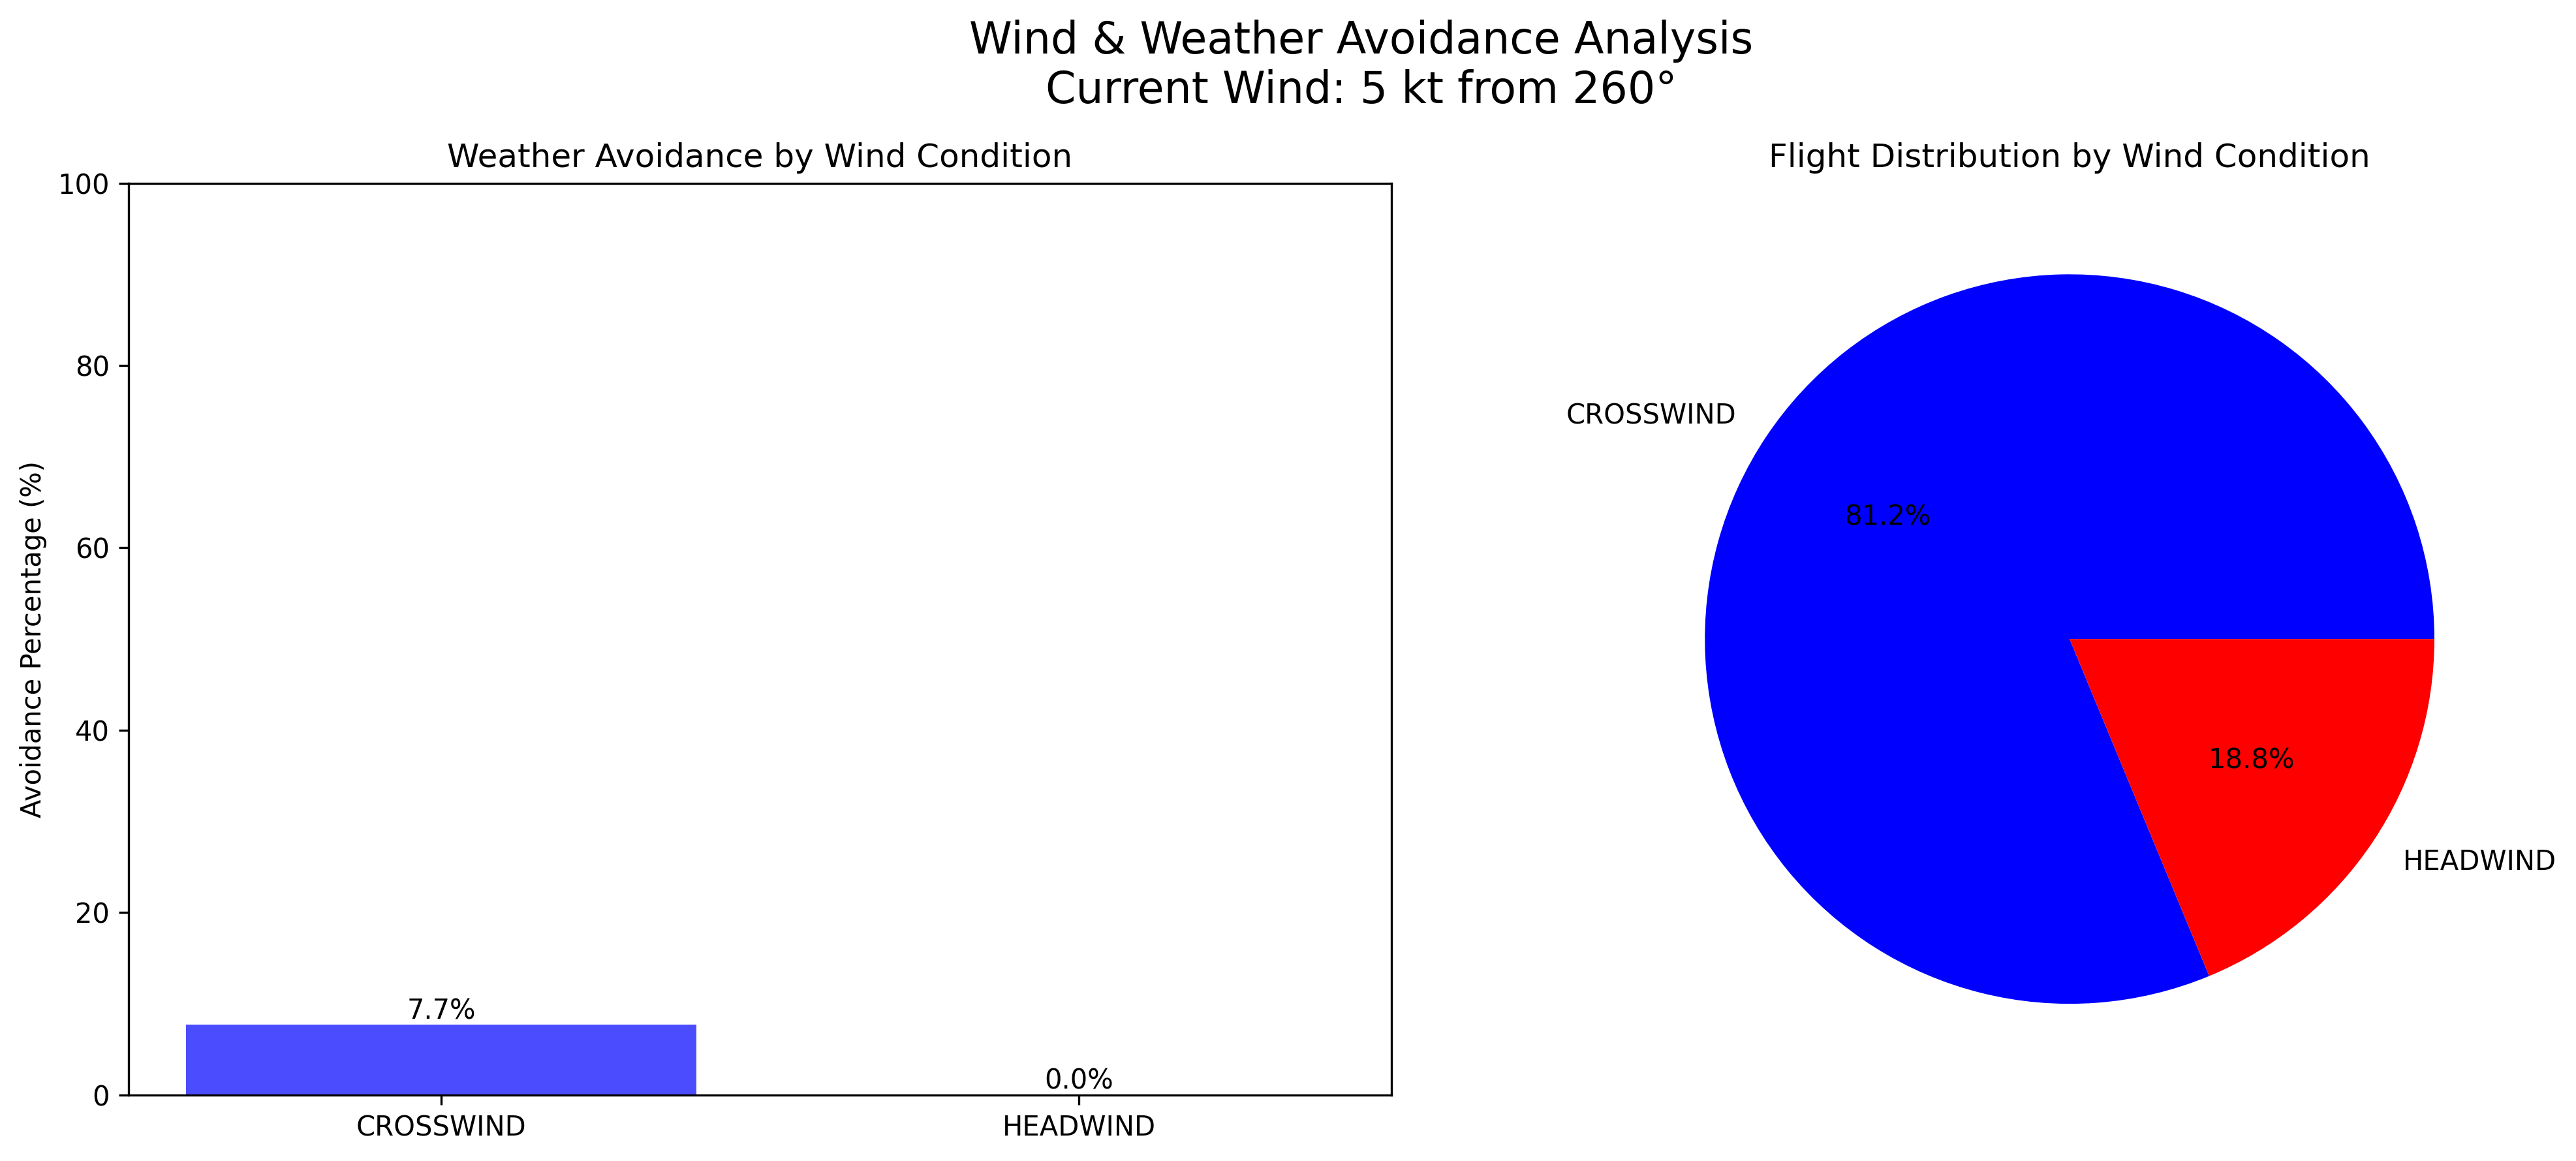 Wind & Weather Avoidance Analysis
Current Wind: 5 kt from 260°
Weather Avoidance by Wind Condition
100
80
60
40
20
0
Avoidance Percentage (%)
7.7%
0.0%
CROSSWIND
HEADWIND
Flight Distribution by Wind Condition
CROSSWIND
81.2%
18.8%
HEADWIND